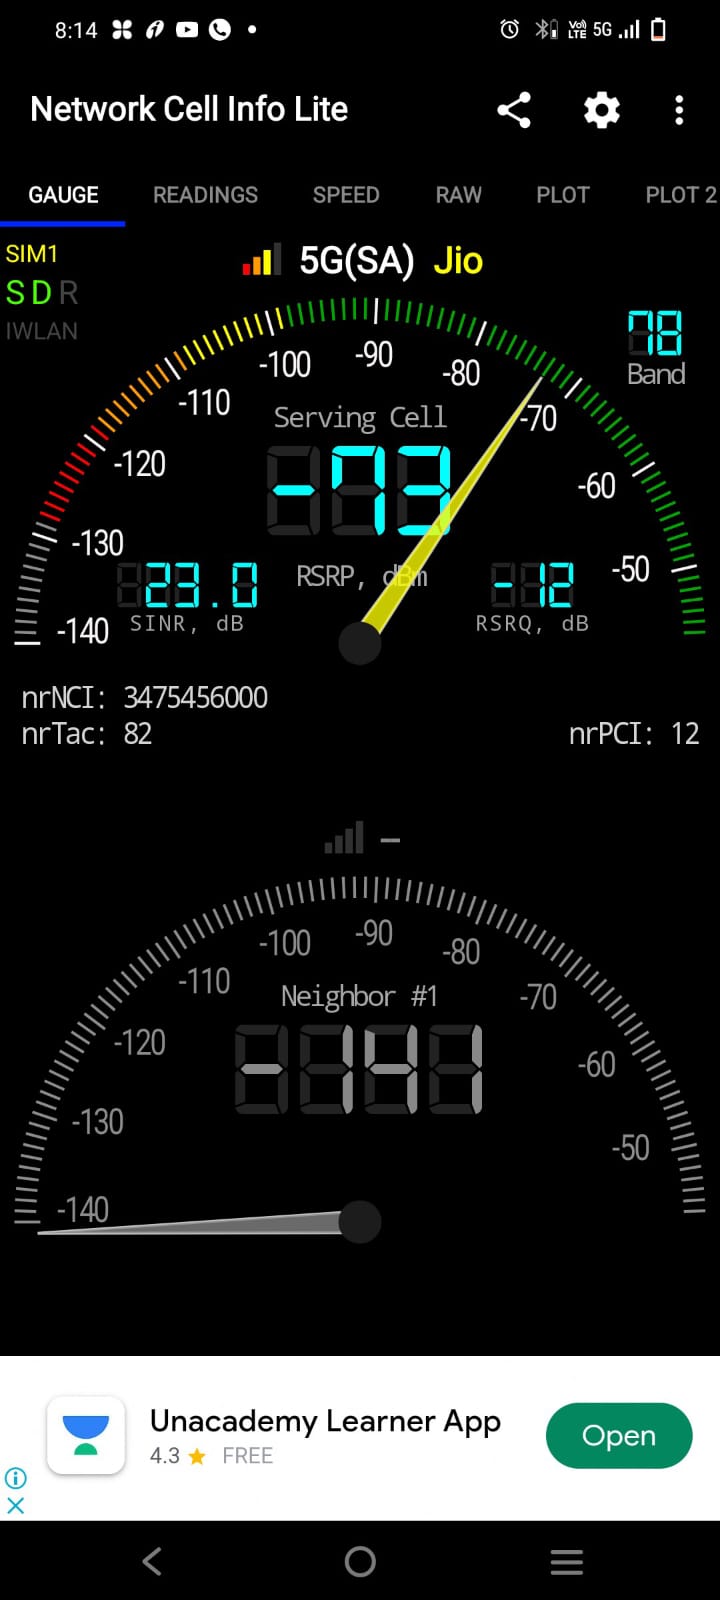 8:14 VoD LTE 5G
Network Cell Info Lite
GAUGE READINGS SPEED RAW PLOT PLOT 2
SIM1 5G(SA) Jio
S D R
IWLAN
78
Band
-140 -130 -120 -110 -100 -90 -80 -70 -60 -50
Serving Cell
-73
RSRP, dBm
23.0
SINR, dB
-12
RSRQ, dB
nrNCI: 3475456000
nrTac: 82 nrPCI: 12
-
-140 -130 -120 -110 -100 -90 -80 -70 -60 -50
Neighbor #1
-141
Unacademy Learner App
4.3 ★ FREE
Open